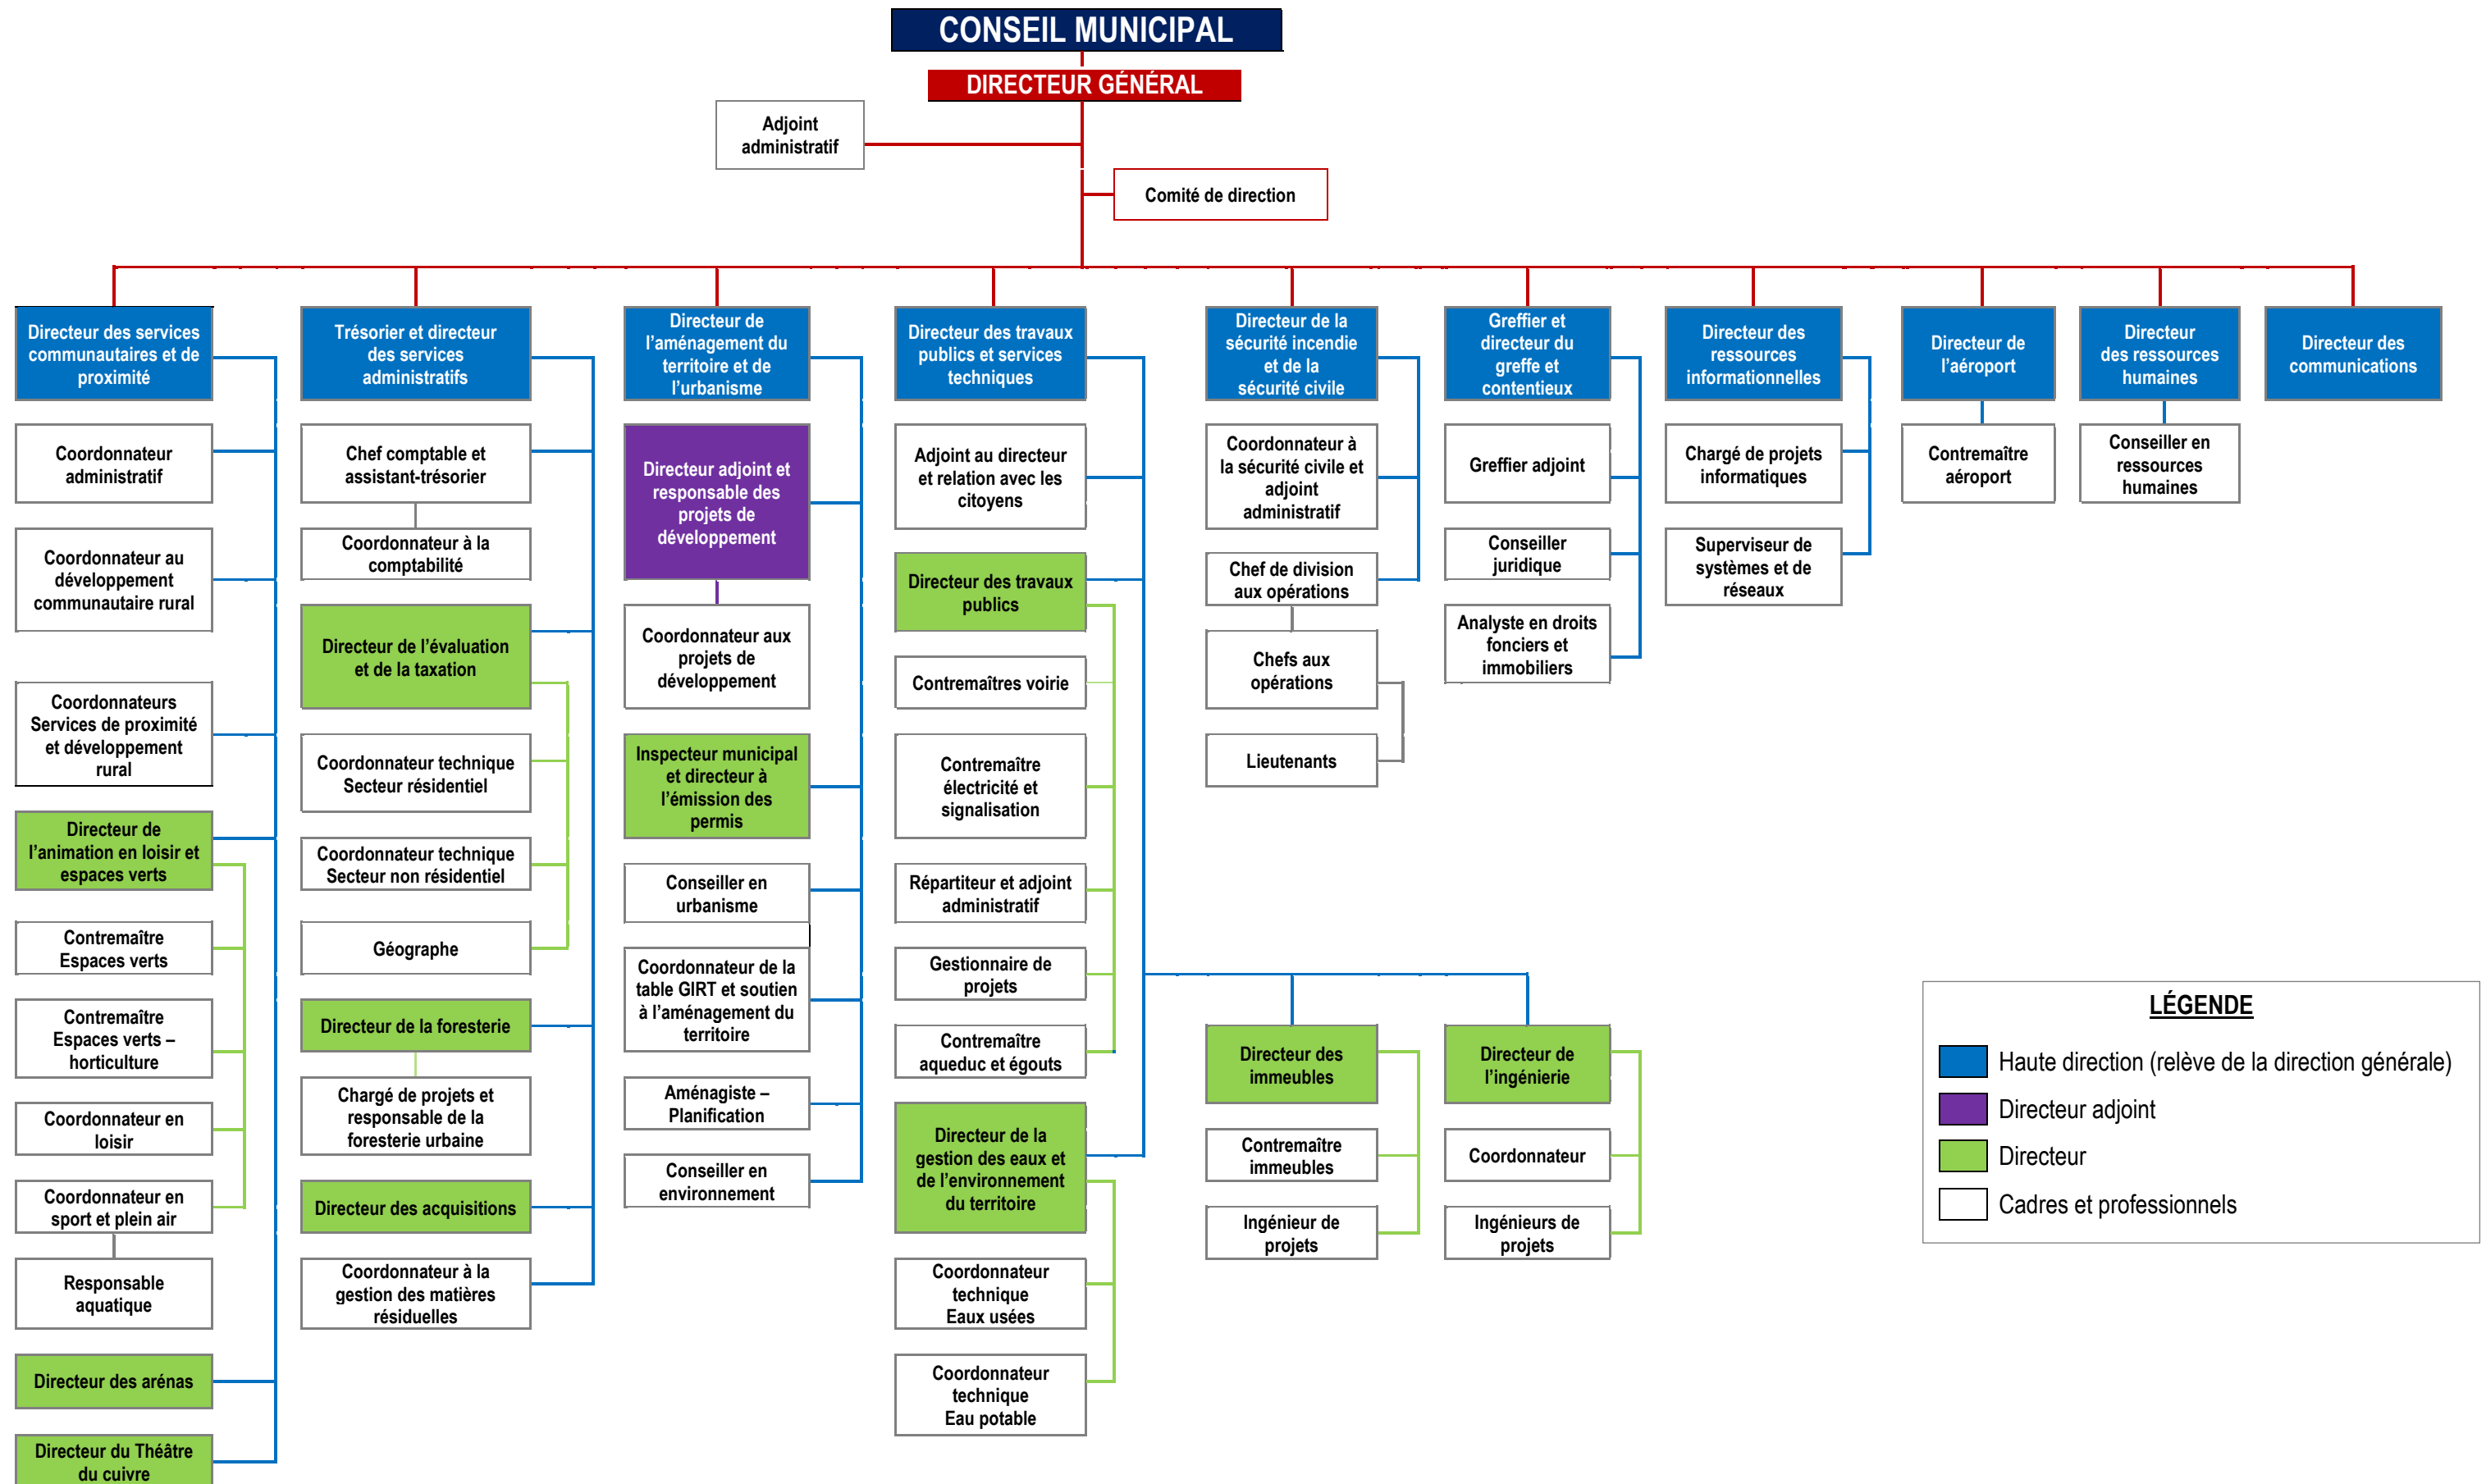 CONSEIL MUNICIPAL
DIRECTEUR GÉNÉRAL
Adjoint
administratif
Comité de direction
Directeur des services
communautaires et de
proximité
Coordonnateur
administratif
Coordonnateur au
développement
communautaire rural
Coordonnateurs
Services de proximité
et développement
rural
Directeur de
l'animation en loisir et
espaces verts
Contremaître
Espaces verts
Contremaître
Espaces verts –
horticulture
Coordonnateur en
loisir
Coordonnateur en
sport et plein air
Responsable
aquatique
Directeur des arénas
Directeur du Théâtre
du cuivre
Trésorier et directeur
des services
administratifs
Chef comptable et
assistant-trésorier
Coordonnateur à la
comptabilité
Directeur de l'évaluation
et de la taxation
Coordonnateur technique
Secteur résidentiel
Coordonnateur technique
Secteur non résidentiel
Géographe
Directeur de la foresterie
Chargé de projets et
responsable de la
foresterie urbaine
Directeur des acquisitions
Coordonnateur à la
gestion des matières
résiduelles
Directeur de
l'aménagement du
territoire et de
l'urbanisme
Directeur adjoint et
responsable des
projets de
développement
Coordonnateur aux
projets de
développement
Inspecteur municipal
et directeur à
l'émission des
permis
Conseiller en
urbanisme
Coordonnateur de la
table GIRT et soutien
à l'aménagement du
territoire
Aménagiste –
Planification
Conseiller en
environnement
Directeur des travaux
publics et services
techniques
Adjoint au directeur
et relation avec les
citoyens
Directeur des travaux
publics
Contremaîtres voirie
Contremaître
électricité et
signalisation
Répartiteur et adjoint
administratif
Gestionnaire de
projets
Contremaître
aqueduc et égouts
Directeur de la
gestion des eaux et
de l'environnement
du territoire
Coordonnateur
technique
Eaux usées
Coordonnateur
technique
Eau potable
Directeur des
immeubles
Contremaître
immeubles
Ingénieur de
projets
Directeur de
l'ingénierie
Coordonnateur
Ingénieurs de
projets
Directeur de la
sécurité incendie
et de la
sécurité civile
Coordonnateur à
la sécurité civile et
adjoint
administratif
Chef de division
aux opérations
Chefs aux
opérations
Lieutenants
Greffier et
directeur du
greffe et
contentieux
Greffier adjoint
Conseiller
juridique
Analyste en droits
fonciers et
immobiliers
Directeur des
ressources
informationnelles
Chargé de projets
informatiques
Superviseur de
systèmes et de
réseaux
Directeur de
l'aéroport
Contremaître
aéroport
Directeur
des ressources
humaines
Conseiller en
ressources
humaines
Directeur des
communications
LÉGENDE
Haute direction (relève de la direction générale)
Directeur adjoint
Directeur
Cadres et professionnels